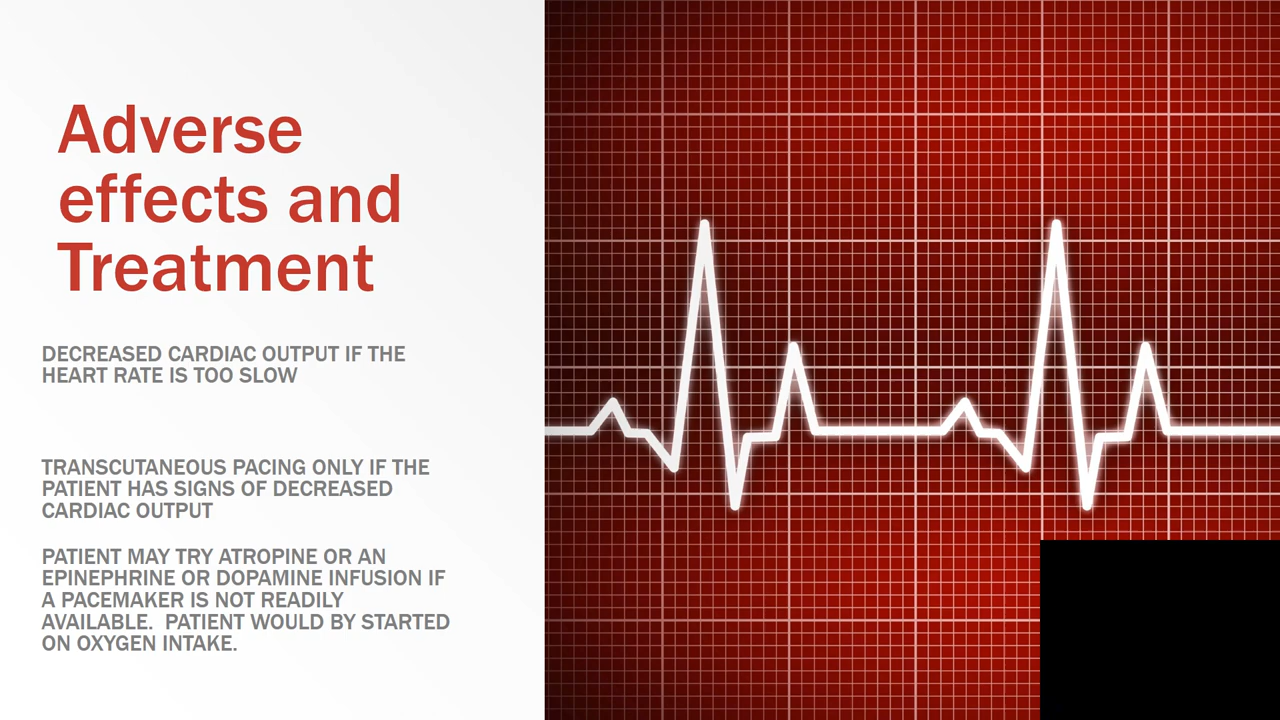 Adverse
effects and
Treatment
DECREASED CARDIAC OUTPUT IF THE
HEART RATE IS TOO SLOW
TRANSCUTANEOUS PACING ONLY IF THE
PATIENT HAS SIGNS OF DECREASED
CARDIAC OUTPUT
PATIENT MAY TRY ATROPINE OR AN
EPINEPHRINE OR DOPAMINE INFUSION IF
A PACEMAKER IS NOT READILY
AVAILABLE.  PATIENT WOULD BY STARTED
ON OXYGEN INTAKE.